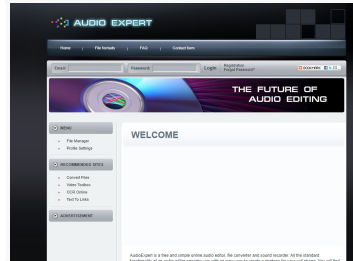 AUDIO EXPERT
Home File formats FAQ Contact form
Email: Password: Login Registration
Forgot Password?
BOOKMARK
THE FUTURE OF
AUDIO EDITING
MENU
File Manager
Profile Settings
WELCOME
RECOMMENDED SITES
Convert Files
Video Toolbox
OCR Online
Text To Links
ADVERTISEMENT
AudioExpert is a free and simple online audio editor, file converter and sound recorder. All the standard